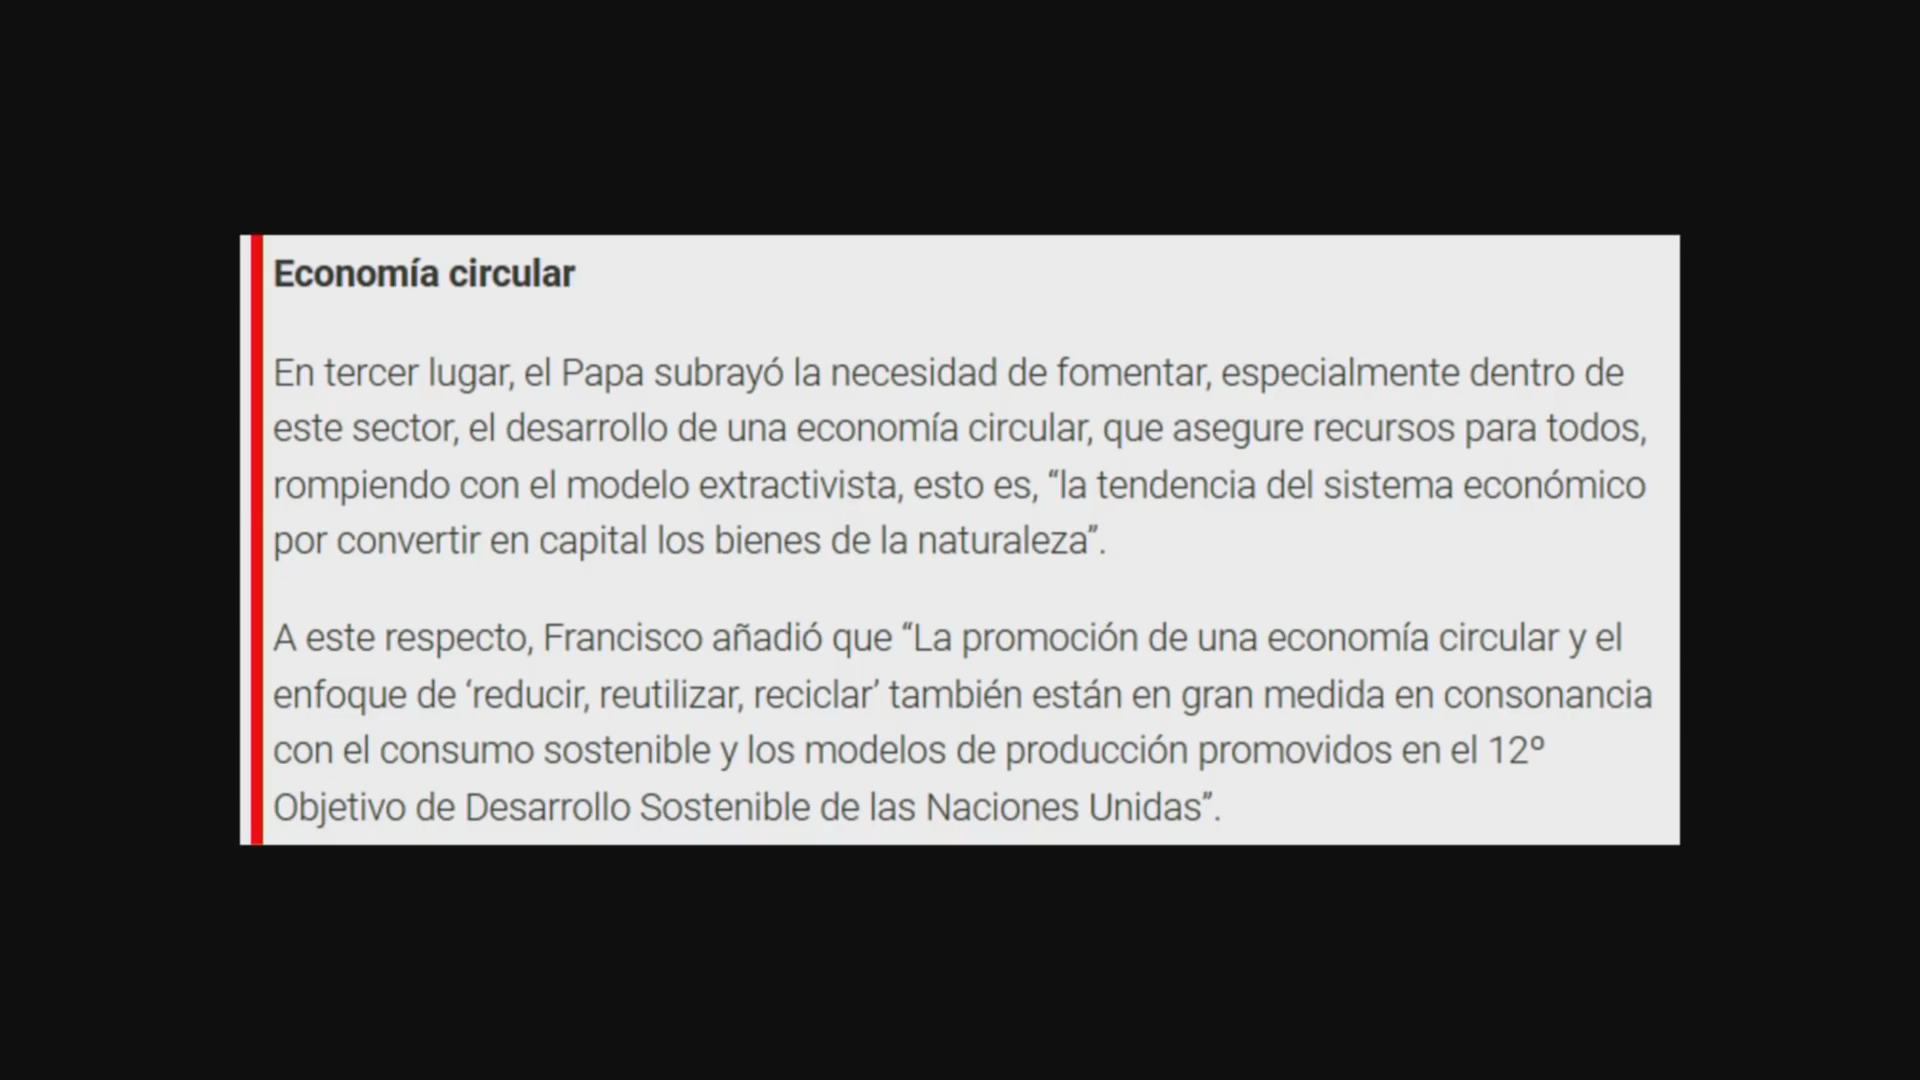 Economía circular
En tercer lugar, el Papa subrayó la necesidad de fomentar, especialmente dentro de
este sector, el desarrollo de una economía circular, que asegure recursos para todos,
rompiendo con el modelo extractivista, esto es, “la tendencia del sistema económico
por convertir en capital los bienes de la naturaleza”.
A este respecto, Francisco añadió que “La promoción de una economía circular y el
enfoque de ‘reducir, reutilizar, reciclar’ también están en gran medida en consonancia
con el consumo sostenible y los modelos de producción promovidos en el 12º
Objetivo de Desarrollo Sostenible de las Naciones Unidas”.